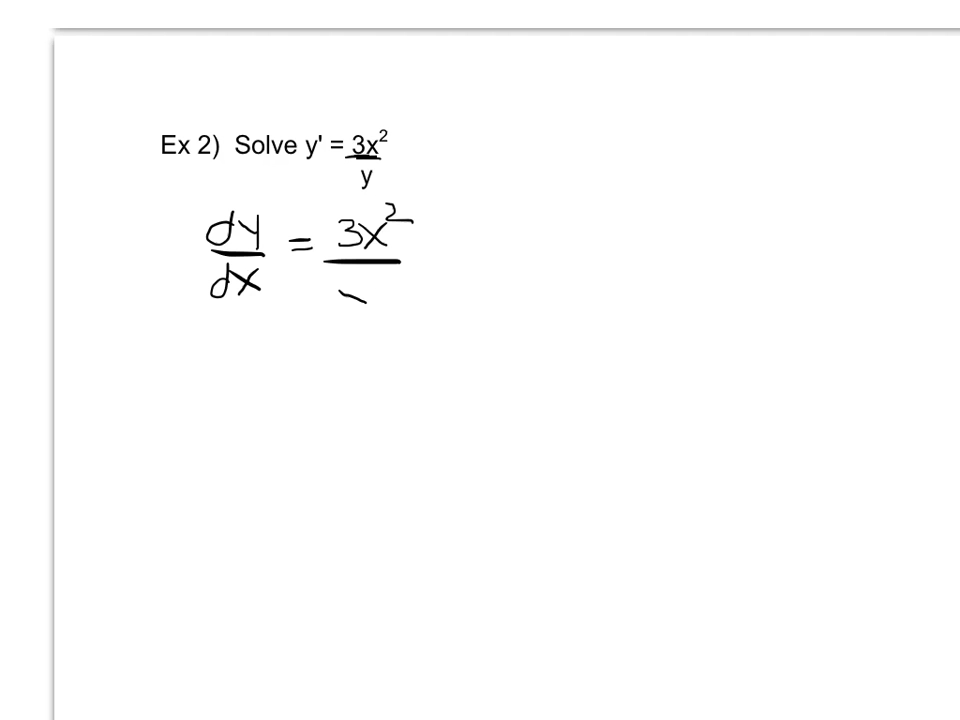 Ex 2) Solve y' = 3x²
y
dy = 3x²
dx